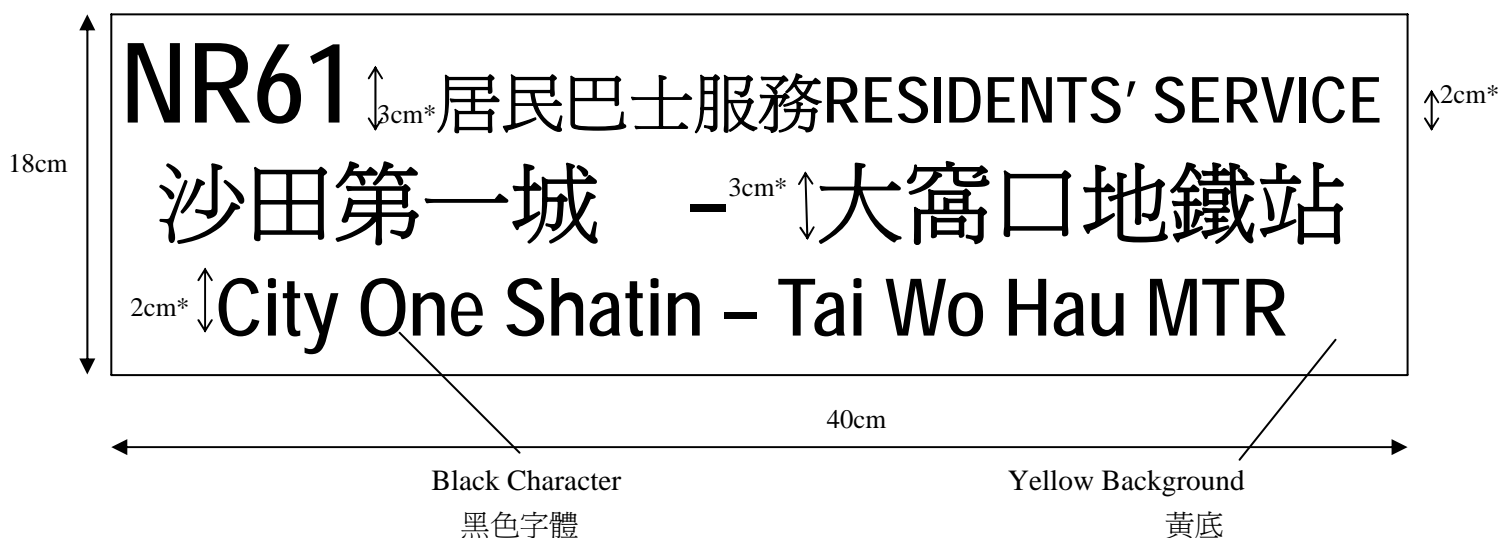 NR61 3cm* 居民巴士服務RESIDENTS' SERVICE 2cm*
18cm
沙田第一城 – 3cm* 大窩口地鐵站
2cm* City One Shatin – Tai Wo Hau MTR
40cm
Black Character Yellow Background
黑色字體 黃底